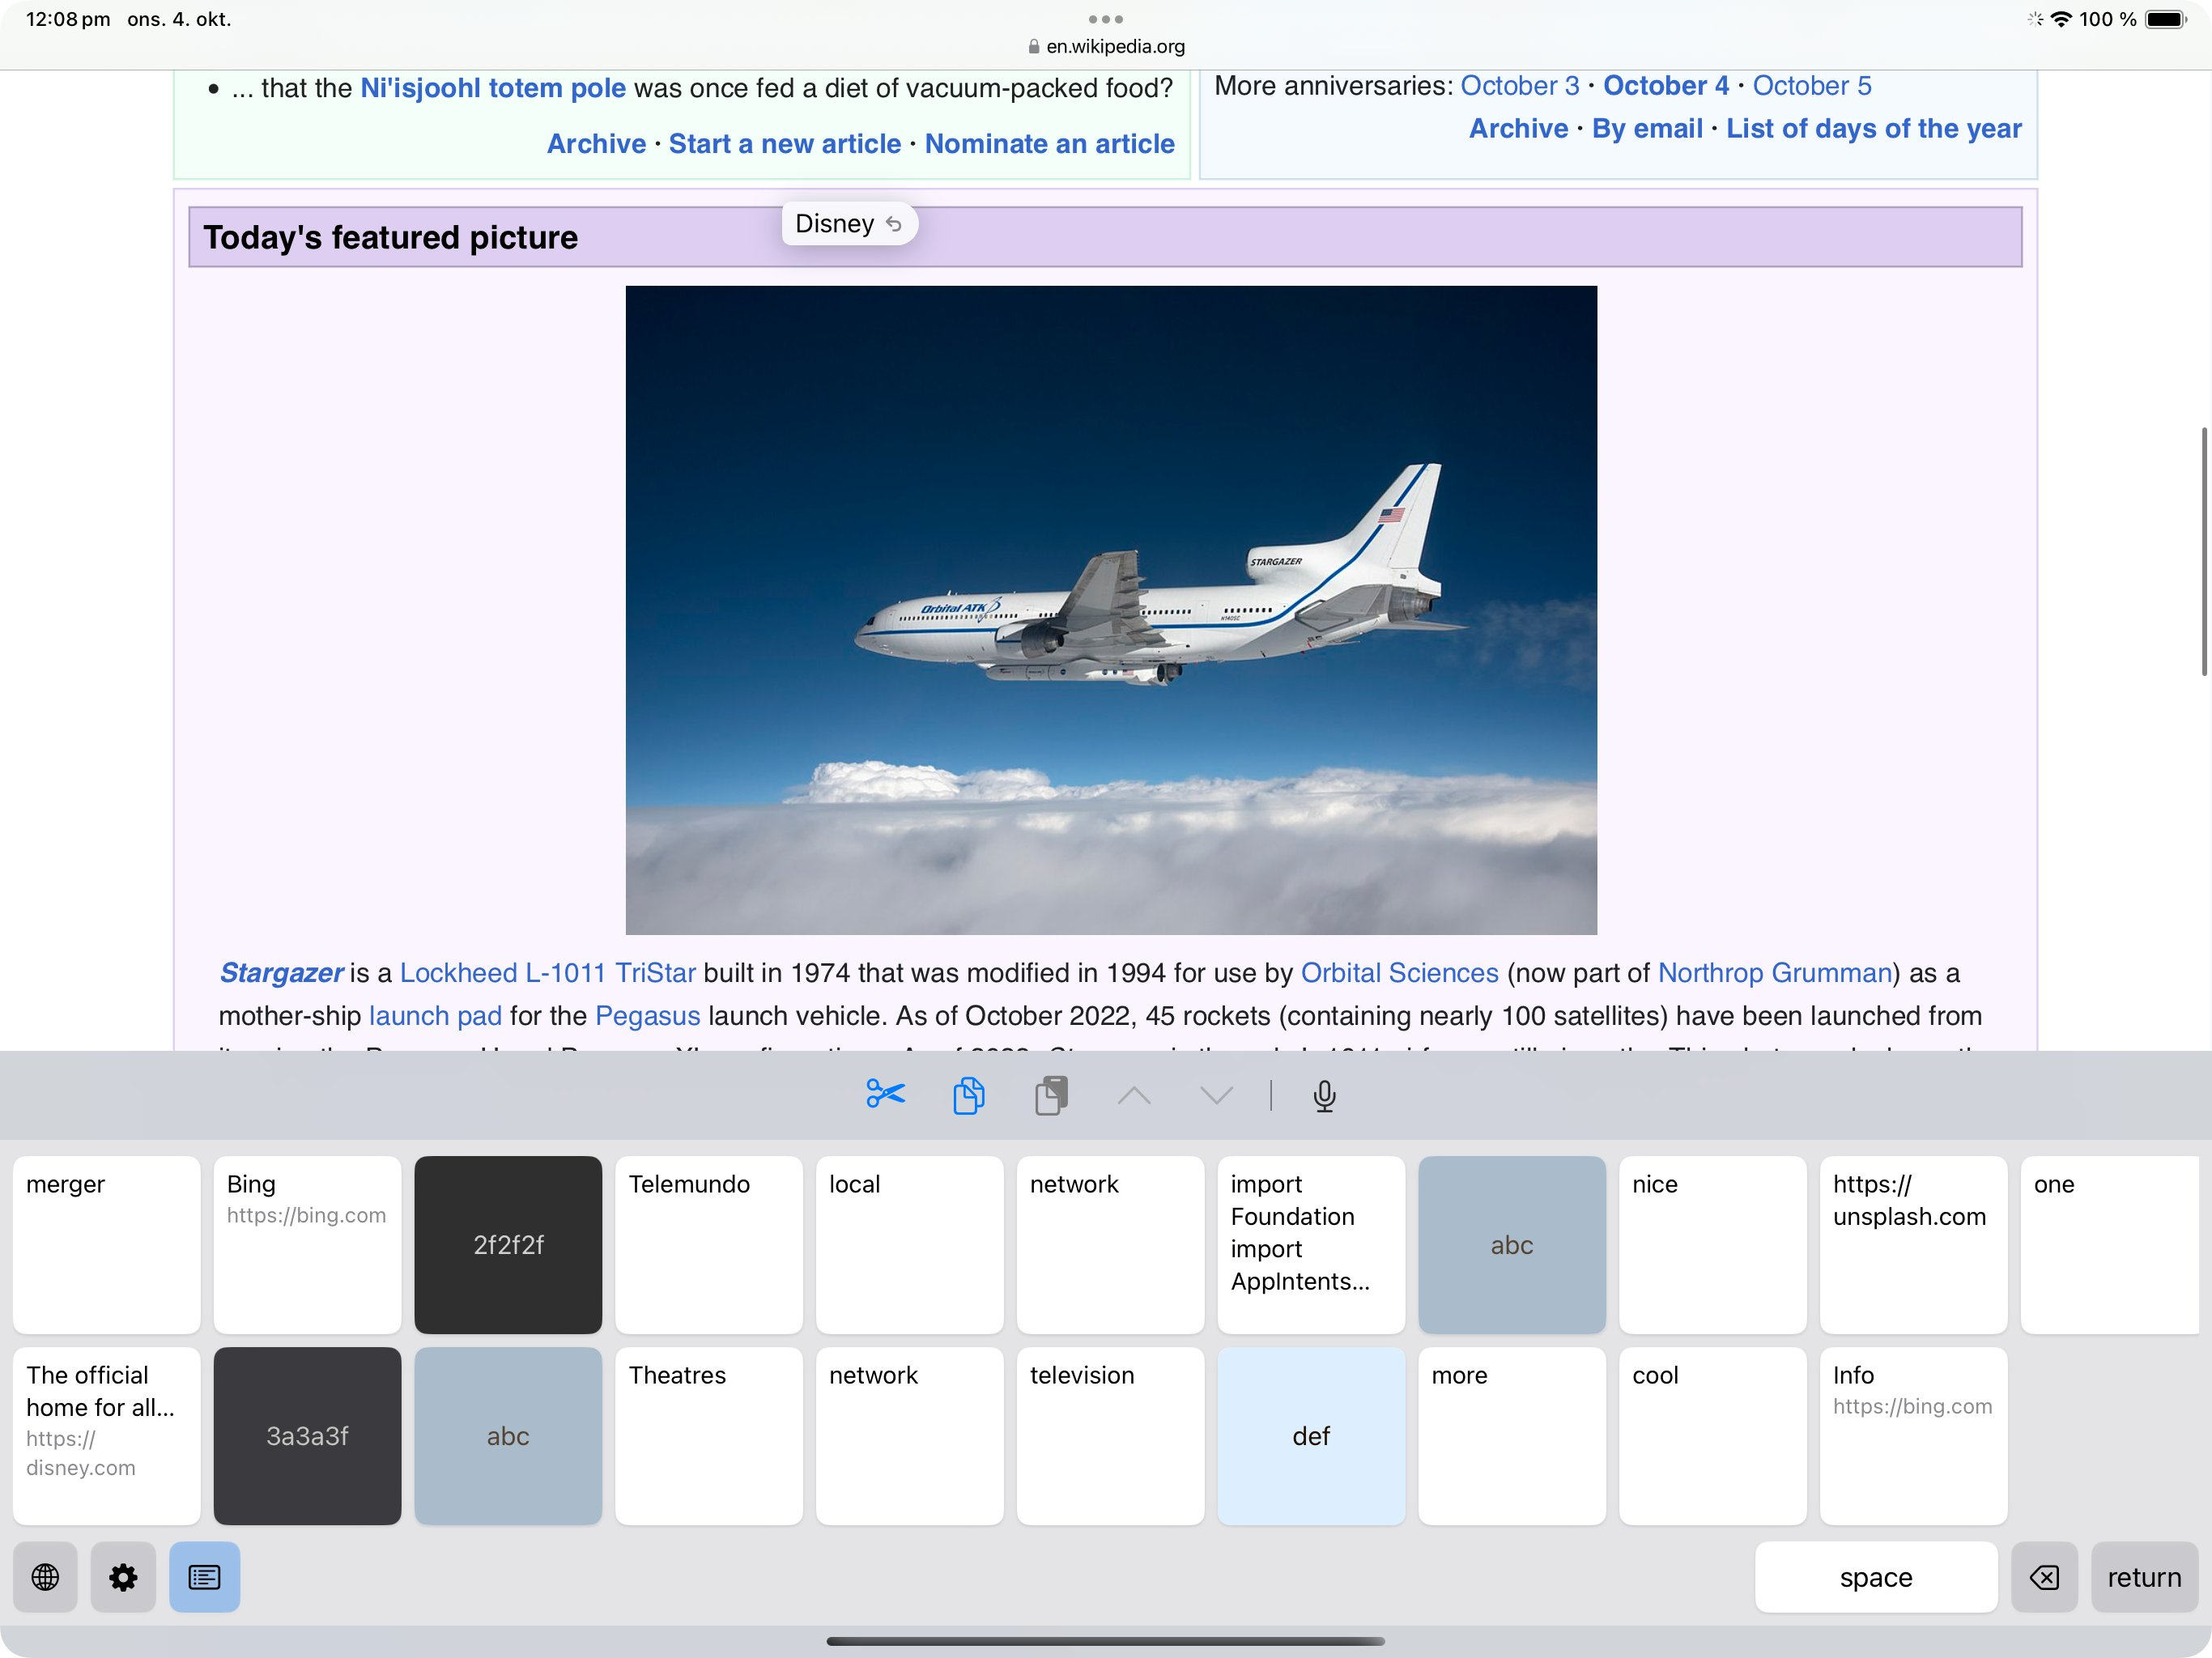 12:08 pm ons. 4. okt.
100 %
en.wikipedia.org
• ... that the Ni'isjoohl totem pole was once fed a diet of vacuum-packed food?
Archive · Start a new article · Nominate an article
More anniversaries: October 3 · October 4 · October 5
Archive · By email · List of days of the year
Today's featured picture
Disney
STARGAZER
Orbital ATK
N140SC
Stargazer is a Lockheed L-1011 TriStar built in 1974 that was modified in 1994 for use by Orbital Sciences (now part of Northrop Grumman) as a
mother-ship launch pad for the Pegasus launch vehicle. As of October 2022, 45 rockets (containing nearly 100 satellites) have been launched from
merger
Bing
https://bing.com
2f2f2f
Telemundo
local
network
import
Foundation
import
AppIntents...
abc
nice
https://
unsplash.com
one
The official
home for all...
https://
disney.com
3a3a3f
abc
Theatres
network
television
def
more
cool
Info
https://bing.com
space
return